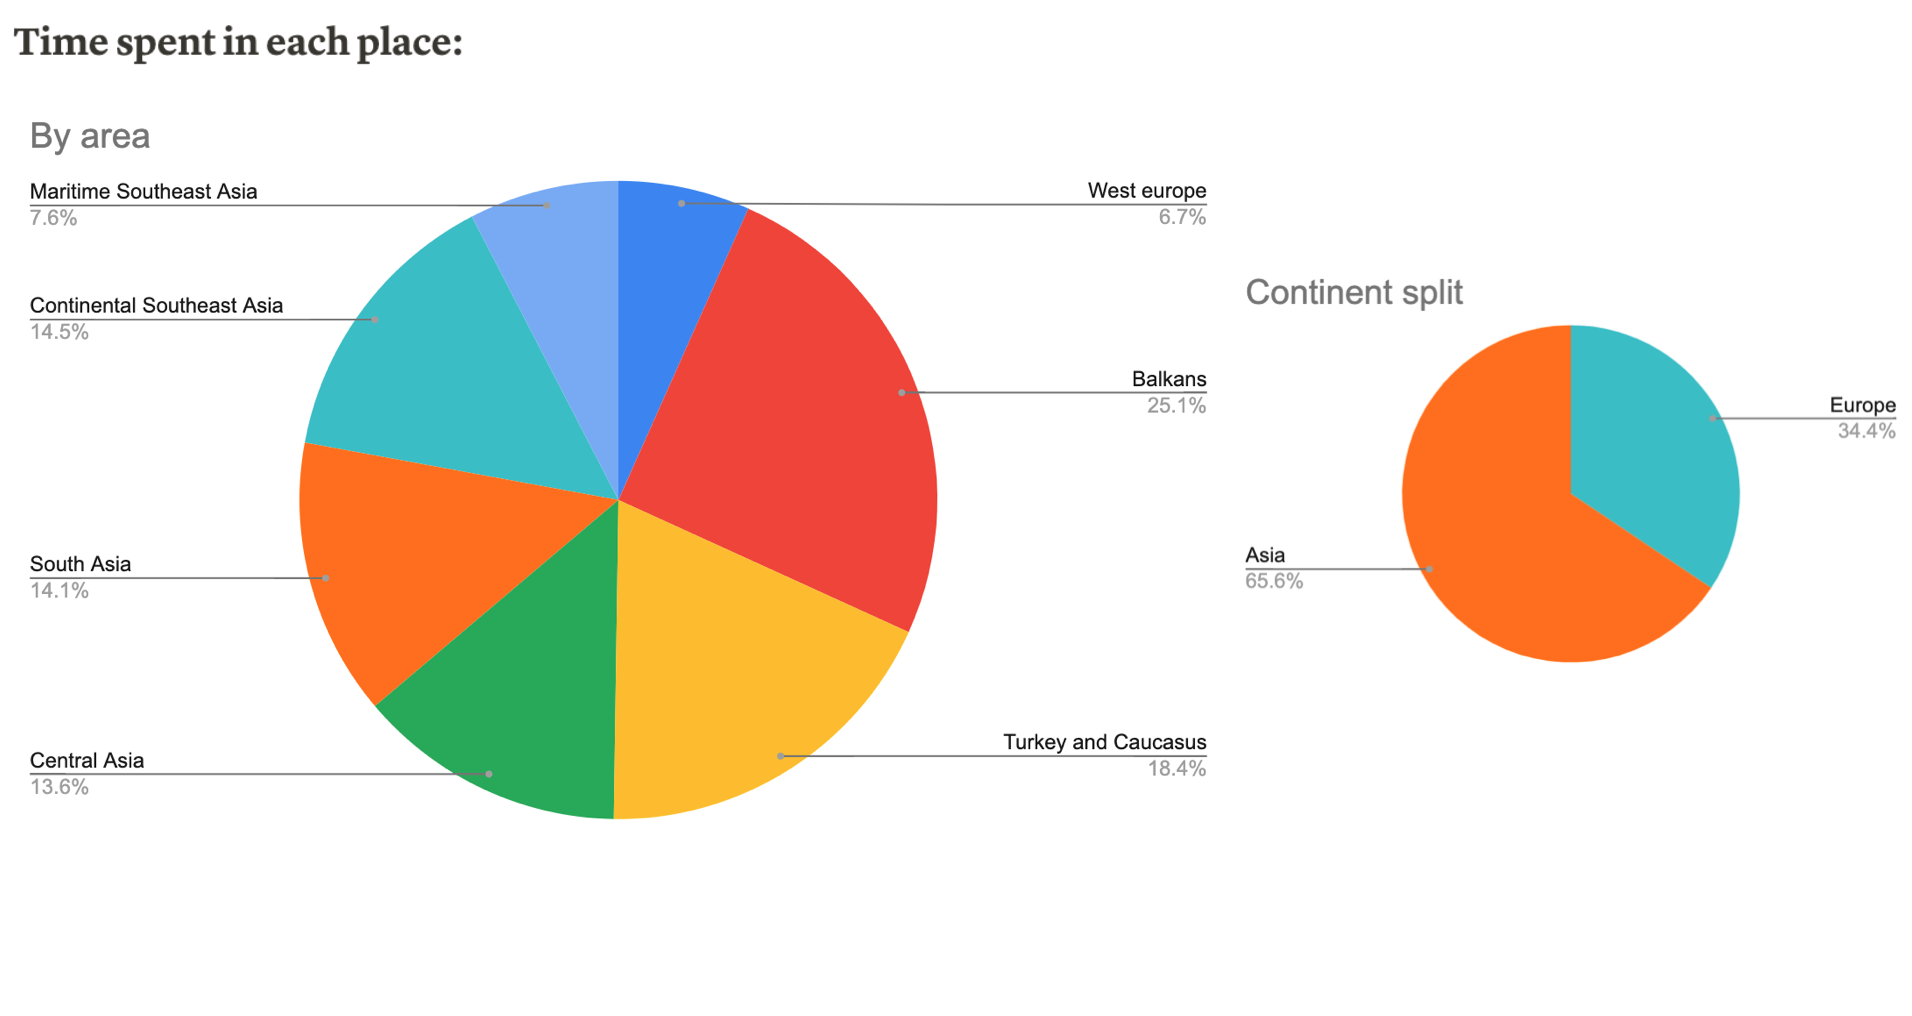 Time spent in each place:
By area
Maritime Southeast Asia
7.6%
West europe
6.7%
Continental Southeast Asia
14.5%
Balkans
25.1%
South Asia
14.1%
Central Asia
13.6%
Turkey and Caucasus
18.4%
Continent split
Europe
34.4%
Asia
65.6%